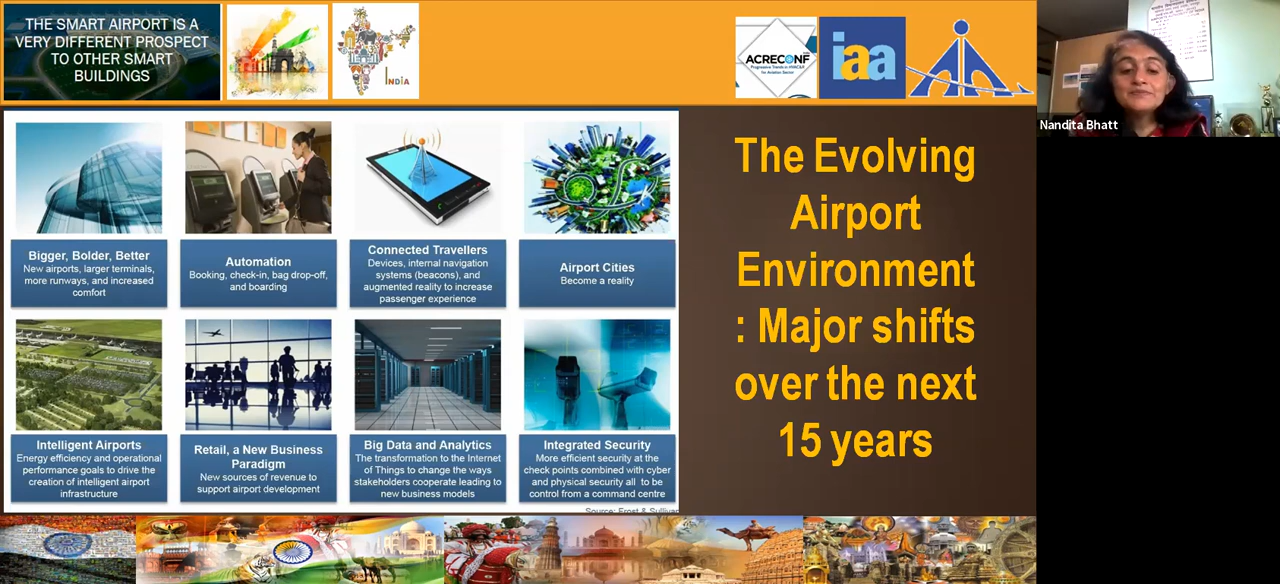 THE SMART AIRPORT IS A
VERY DIFFERENT PROSPECT
TO OTHER SMART
BUILDINGS
INDIA
ACRECONF
Progressive Trends in HVAC&R
for Aviation Sector
iaa
Nandita Bhatt
The Evolving
Airport
Environment
: Major shifts
over the next
15 years
Bigger, Bolder, Better
New airports, larger terminals,
more runways, and increased
comfort
Automation
Booking, check-in, bag drop-off,
and boarding
Connected Travellers
Devices, internal navigation
systems (beacons), and
augmented reality to increase
passenger experience
Airport Cities
Become a reality
Intelligent Airports
Energy efficiency and operational
performance goals to drive the
creation of intelligent airport
infrastructure
Retail, a New Business
Paradigm
New sources of revenue to
support airport development
Big Data and Analytics
The transformation to the Internet
of Things to change the ways
stakeholders cooperate leading to
new business models
Integrated Security
More efficient security at the
check points combined with cyber
and physical security all to be
control from a command centre
Source: Frost & Sullivan